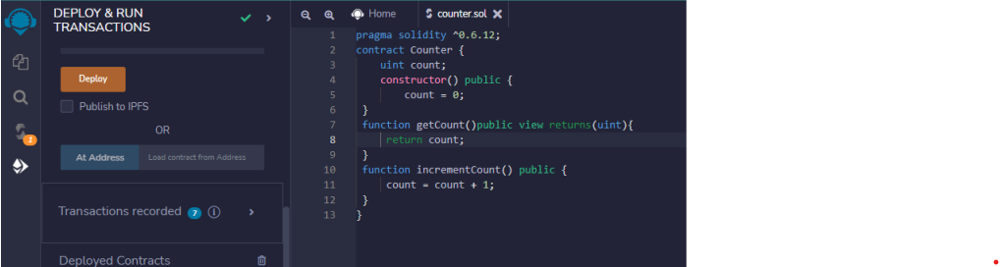 DEPLOY & RUN
TRANSACTIONS
Deploy
Publish to IPFS
OR
At Address Load contract from Address
Transactions recorded 7 i
Deployed Contracts
1
Home counter.sol
1 pragma solidity ^0.6.12;
2 contract Counter {
3 uint count;
4 constructor() public {
5 count = 0;
6 }
7 function getCount()public view returns(uint){
8 return count;
9 }
10 function incrementCount() public {
11 count = count + 1;
12 }
13 }